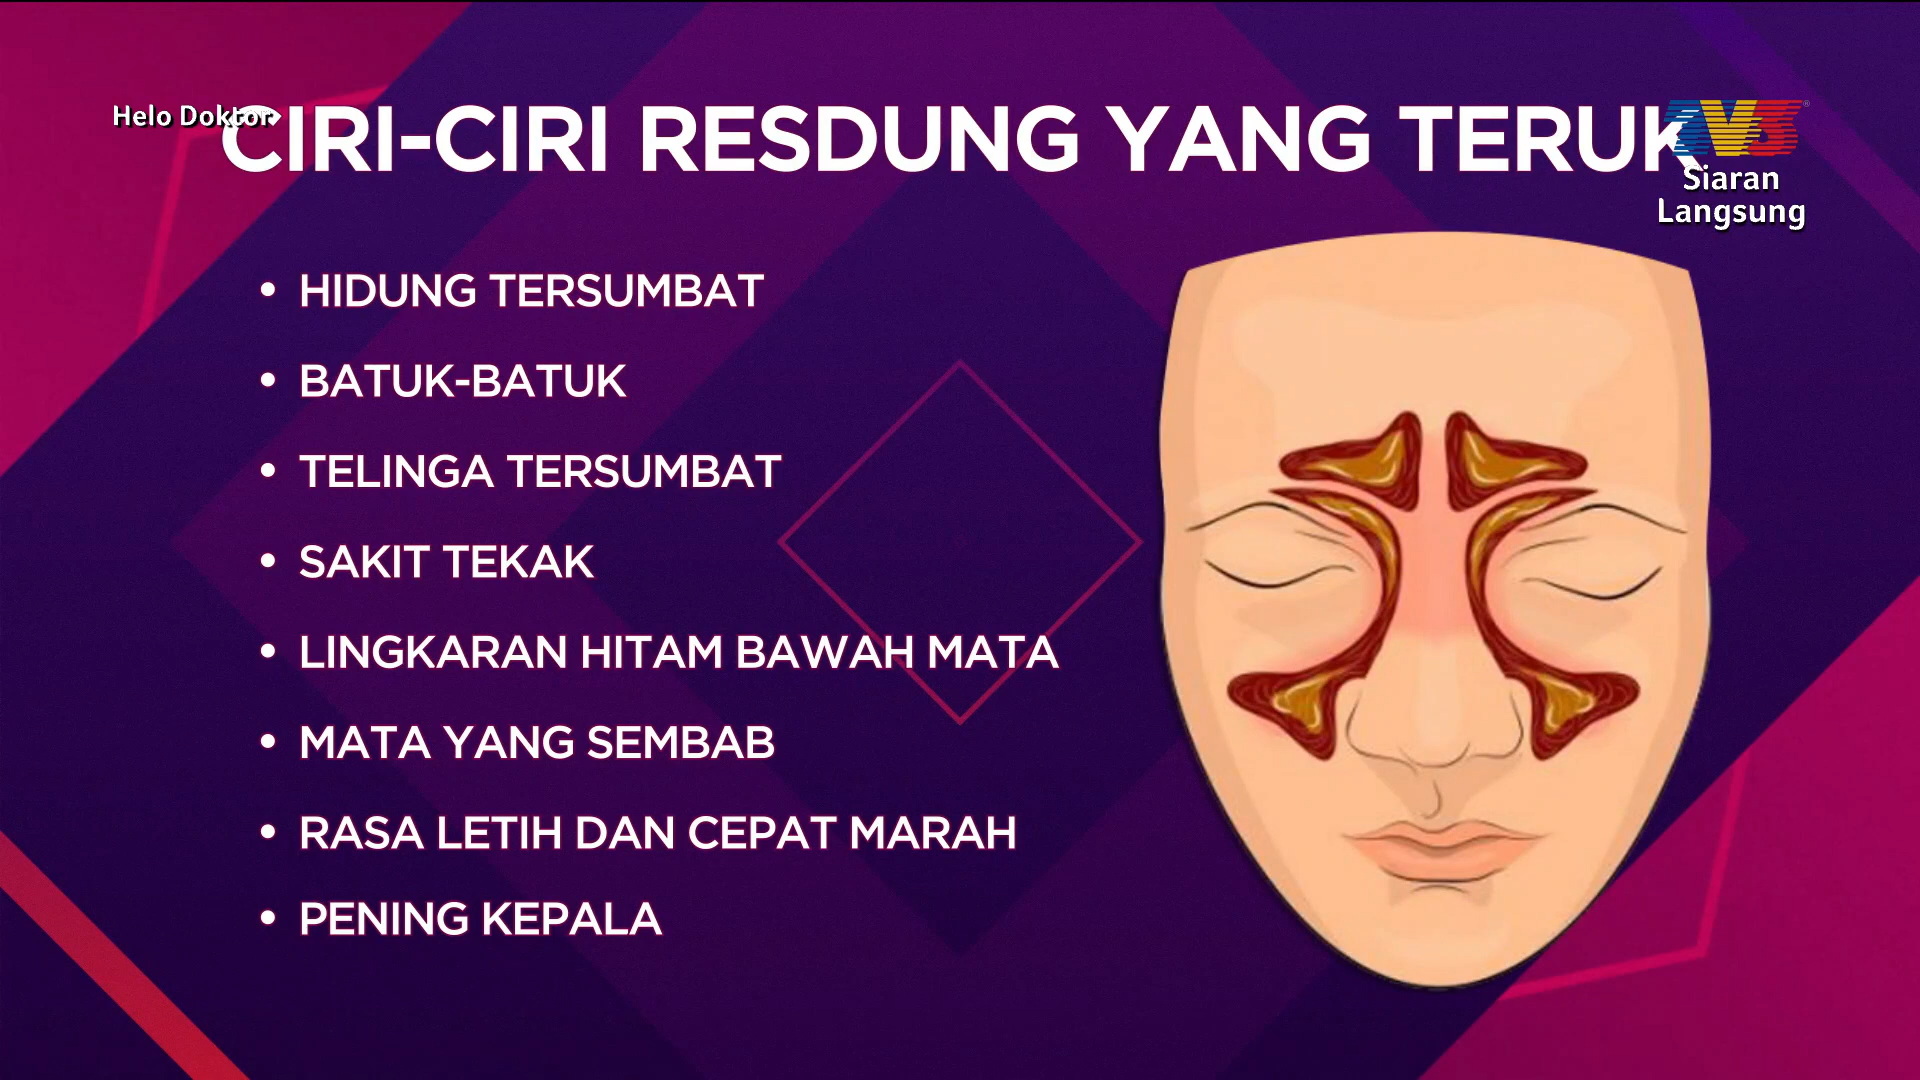 Helo Doktor
CIRI-CIRI RESDUNG YANG TERUK
TV3
Siaran
Langsung
• HIDUNG TERSUMBAT
• BATUK-BATUK
• TELINGA TERSUMBAT
• SAKIT TEKAK
• LINGKARAN HITAM BAWAH MATA
• MATA YANG SEMBAB
• RASA LETIH DAN CEPAT MARAH
• PENING KEPALA